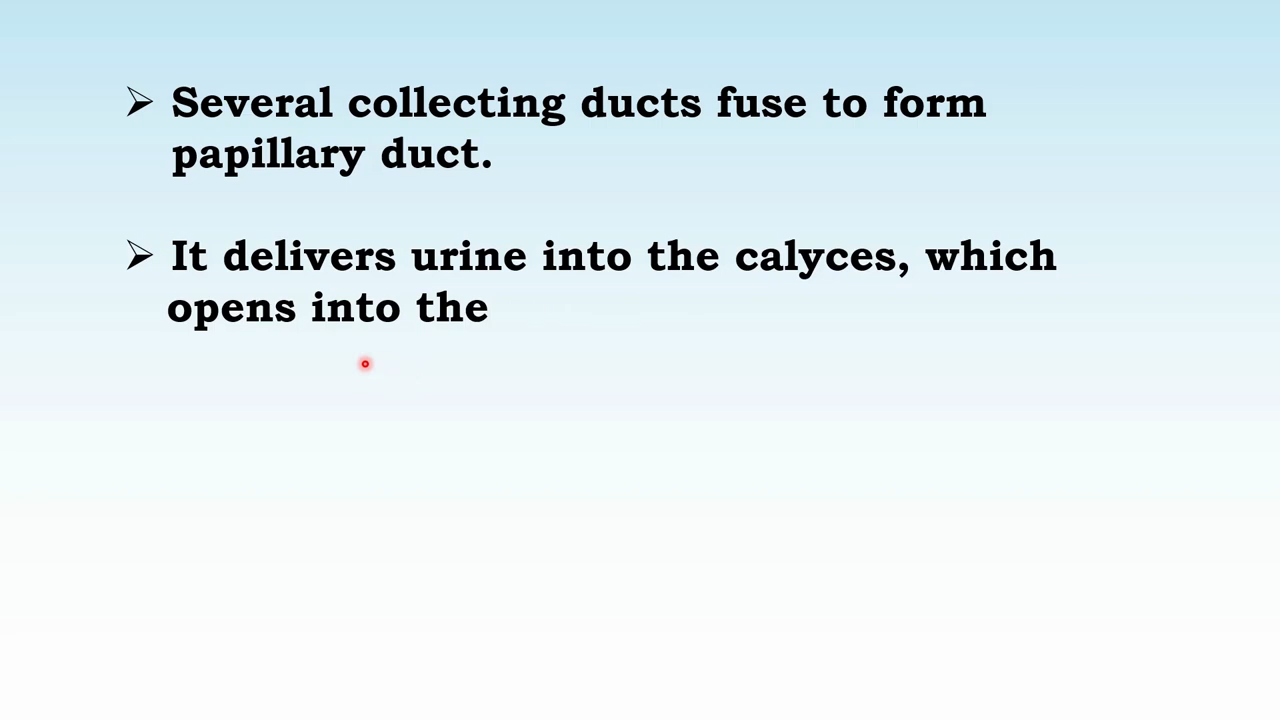 ➢ Several collecting ducts fuse to form
papillary duct.
➢ It delivers urine into the calyces, which
opens into the